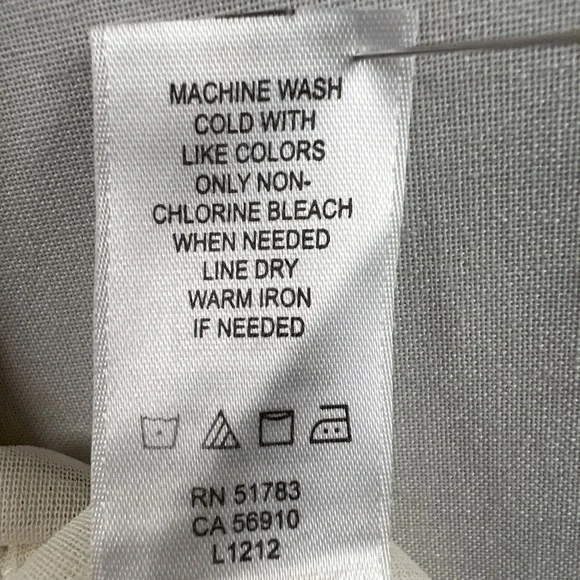 MACHINE WASH
COLD WITH
LIKE COLORS
ONLY NON-
CHLORINE BLEACH
WHEN NEEDED
LINE DRY
WARM IRON
IF NEEDED
RN 51783
CA 56910
L1212